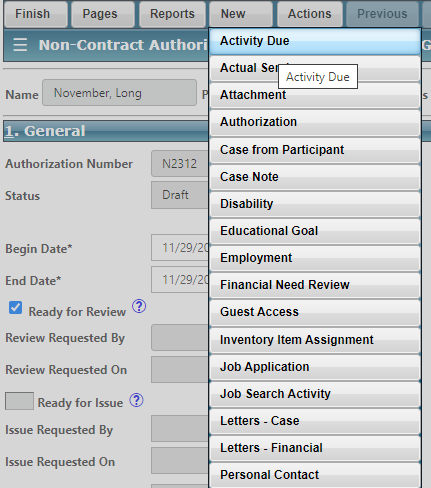 Finish Pages Reports New Actions Previous
☰ Non-Contract Authori G
Activity Due
Actual Ser
Activity Due
Name November, Long P s
Attachment
1. General
Authorization
Authorization Number N2312
Case from Participant
Status Draft
Case Note
Disability
Educational Goal
Begin Date* 11/29/20
Employment
End Date* 11/29/20
Financial Need Review
Ready for Review ?
Guest Access
Review Requested By
Inventory Item Assignment
Review Requested On
Job Application
Job Search Activity
Ready for Issue ?
Letters - Case
Issue Requested By
Letters - Financial
Issue Requested On
Personal Contact